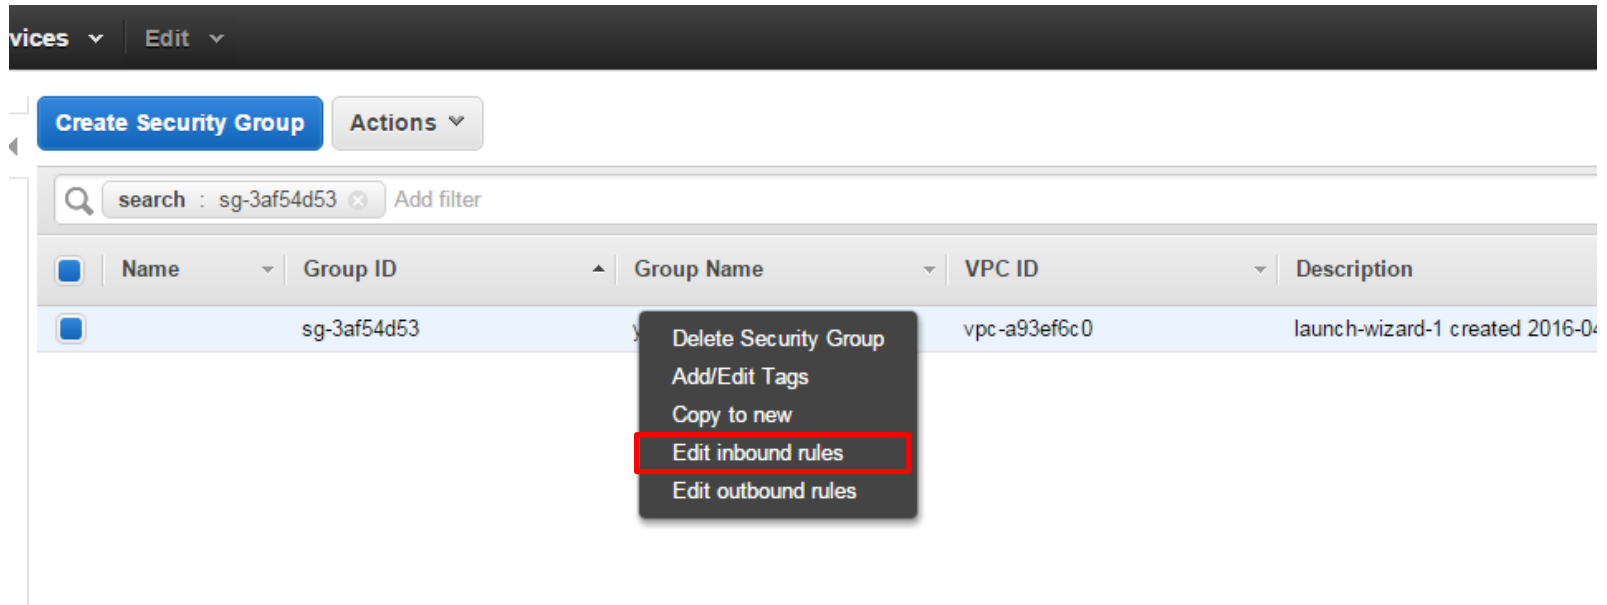 Edit
Create Security Group Actions
search : sg-3af54d53 Add filter
Name Group ID Group Name VPC ID Description
sg-3af54d53 vpc-a93ef6c0 launch-wizard-1 created
Delete Security Group
Add/Edit Tags
Copy to new
Edit inbound rules
Edit outbound rules